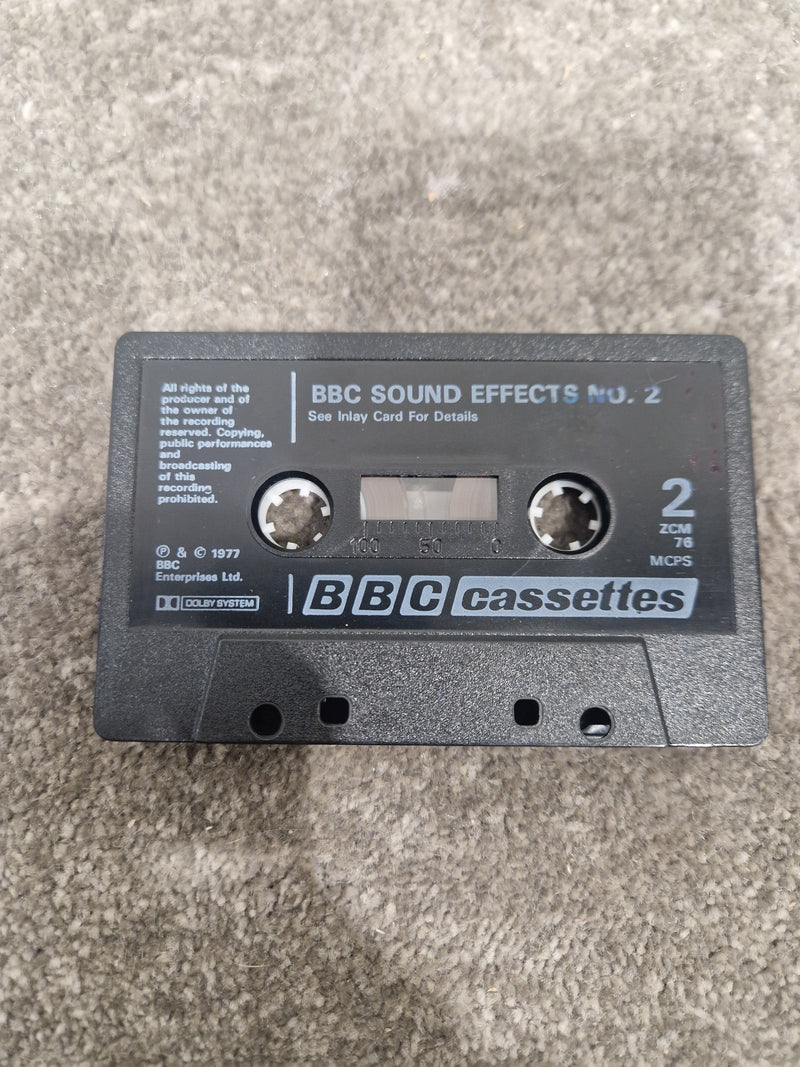 All rights of the
producer and of
the owner of
the recording
reserved. Copying,
public performances
and
broadcasting
of this
recording
prohibited.
℗ & © 1977
BBC
Enterprises Ltd.
DOLBY SYSTEM
BBC SOUND EFFECTS NO. 2
See Inlay Card For Details
100 50 0
2
ZCM
76
MCPS
BBC cassettes